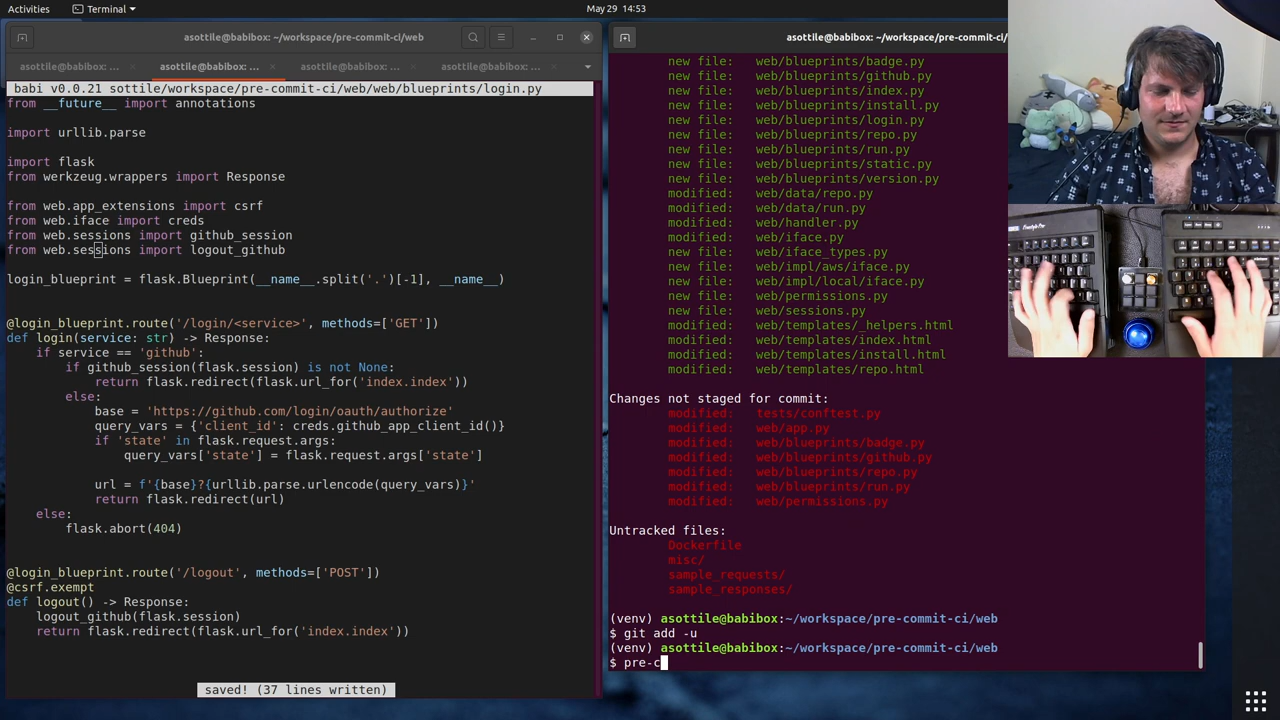 Activities
Terminal
May 29 14:53
asottile@babibox: ~/workspace/pre-commit-ci/web
asottile@babibox: ...
asottile@babibox: ...
asottile@babibox: ...
asottile@babibox: ...
babi v0.0.21 sottile/workspace/pre-commit-ci/web/web/blueprints/login.py
from __future__ import annotations
import urllib.parse
import flask
from werkzeug.wrappers import Response
from web.app_extensions import csrf
from web.iface import creds
from web.sessions import github_session
from web.sessions import logout_github
login_blueprint = flask.Blueprint(__name__.split('.')[-1], __name__)
@login_blueprint.route('/login/<service>', methods=['GET'])
def login(service: str) -> Response:
    if service == 'github':
        if github_session(flask.session) is not None:
            return flask.redirect(flask.url_for('index.index'))
        else:
            base = 'https://github.com/login/oauth/authorize'
            query_vars = {'client_id': creds.github_app_client_id()}
            if 'state' in flask.request.args:
                query_vars['state'] = flask.request.args['state']
            url = f'{base}?{urllib.parse.urlencode(query_vars)}'
            return flask.redirect(url)
    else:
        flask.abort(404)
@login_blueprint.route('/logout', methods=['POST'])
@csrf.exempt
def logout() -> Response:
    logout_github(flask.session)
    return flask.redirect(flask.url_for('index.index'))
saved! (37 lines written)
asottile@babibox: ~/workspace/pre-commit-ci/
new file: web/blueprints/badge.py
new file: web/blueprints/github.py
new file: web/blueprints/index.py
new file: web/blueprints/install.py
new file: web/blueprints/login.py
new file: web/blueprints/repo.py
new file: web/blueprints/run.py
new file: web/blueprints/static.py
new file: web/blueprints/version.py
modified: web/data/repo.py
modified: web/data/run.py
modified: web/handler.py
modified: web/iface.py
modified: web/iface_types.py
modified: web/impl/aws/iface.py
modified: web/impl/local/iface.py
new file: web/permissions.py
new file: web/sessions.py
modified: web/templates/_helpers.html
modified: web/templates/index.html
modified: web/templates/install.html
modified: web/templates/repo.html
Changes not staged for commit:
modified: tests/conftest.py
modified: web/app.py
modified: web/blueprints/badge.py
modified: web/blueprints/github.py
modified: web/blueprints/repo.py
modified: web/blueprints/run.py
modified: web/permissions.py
Untracked files:
Dockerfile
misc/
sample_requests/
sample_responses/
(venv) asottile@babibox:~/workspace/pre-commit-ci/web
$ git add -u
(venv) asottile@babibox:~/workspace/pre-commit-ci/web
$ pre-c